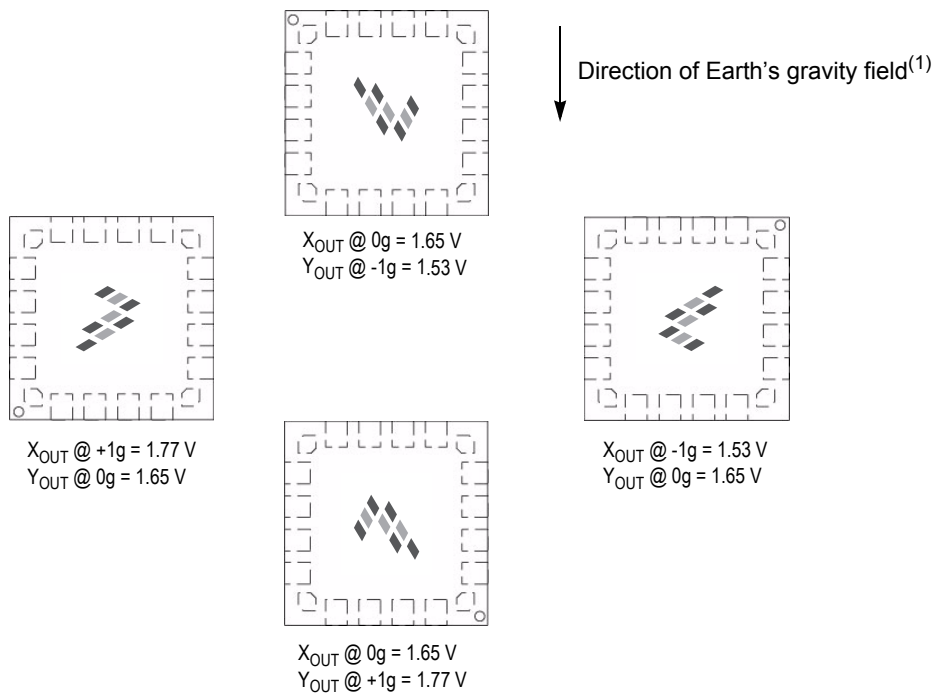 Direction of Earth's gravity field(1)
XOUT @ 0g = 1.65 V
YOUT @ -1g = 1.53 V
XOUT @ +1g = 1.77 V
YOUT @ 0g = 1.65 V
XOUT @ -1g = 1.53 V
YOUT @ 0g = 1.65 V
XOUT @ 0g = 1.65 V
YOUT @ +1g = 1.77 V